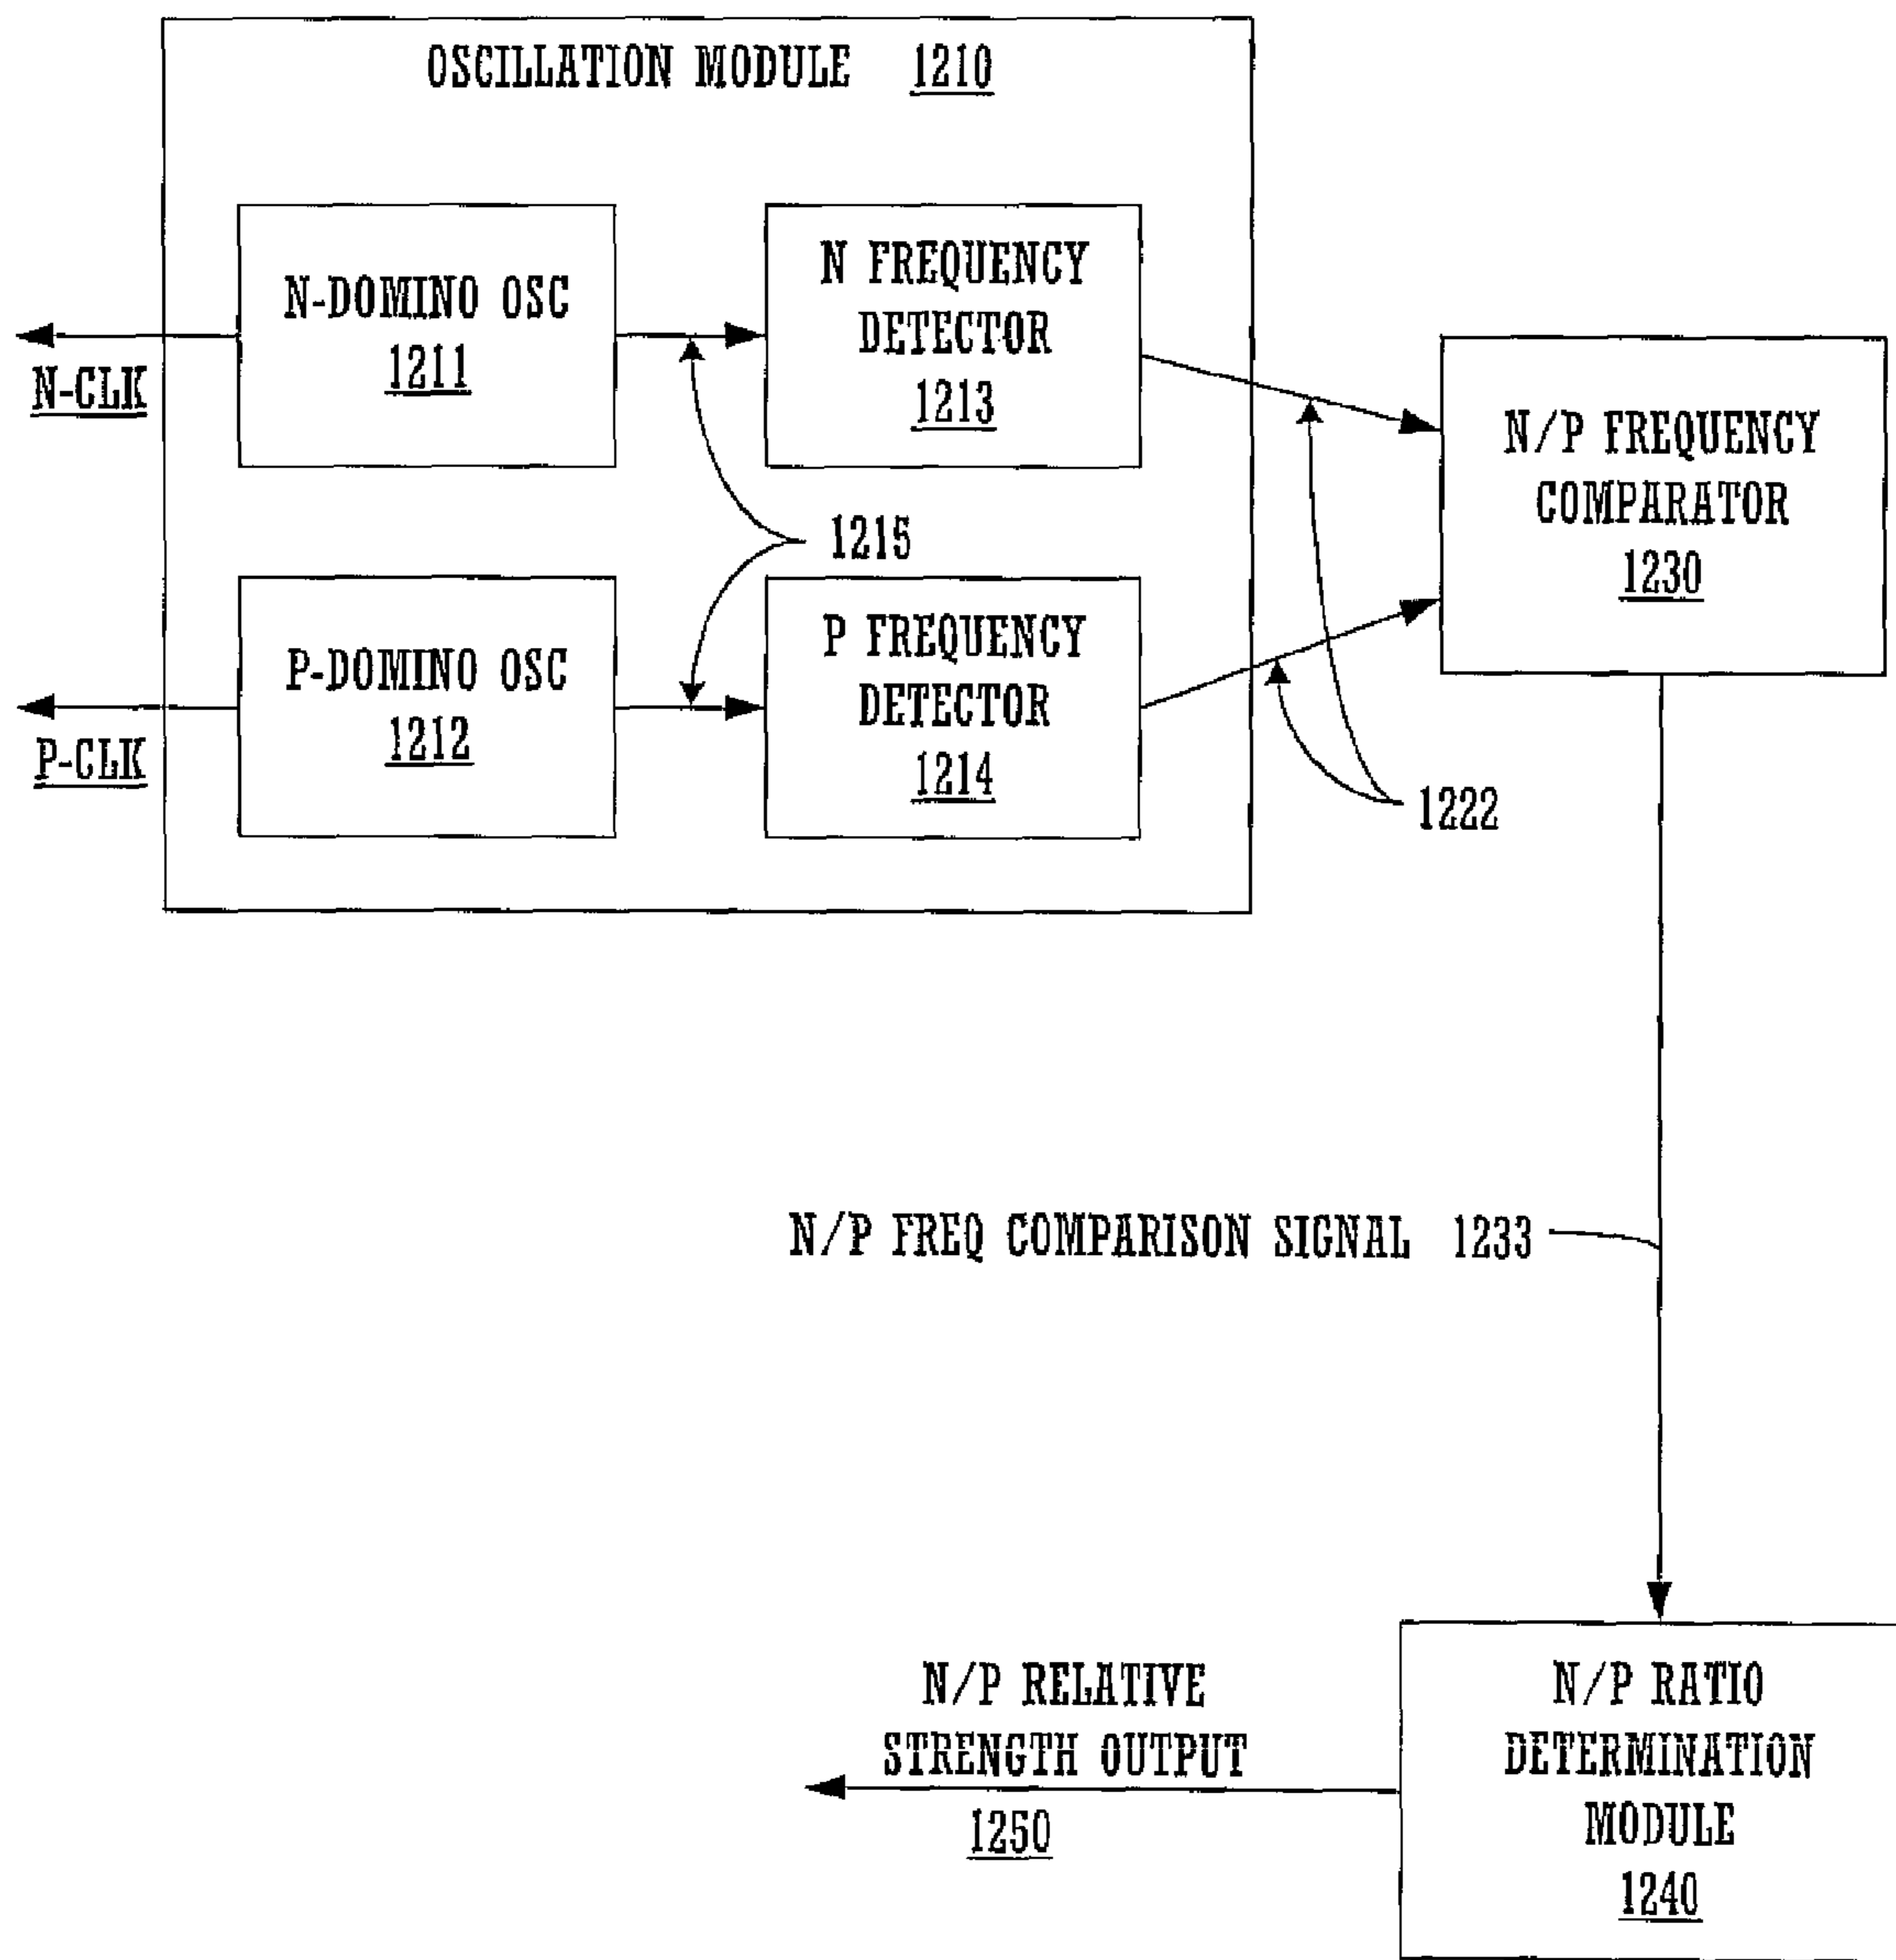 OSCILLATION MODULE 1210
N-DOMINO OSC
1211
N FREQUENCY
DETECTOR
1213
N-CLK
N/P FREQUENCY
COMPARATOR
1230
1215
P-DOMINO OSC
1212
P FREQUENCY
DETECTOR
1214
P-CLK
1222
N/P FREQ COMPARISON SIGNAL 1233
N/P RELATIVE
STRENGTH OUTPUT
1250
N/P RATIO
DETERMINATION
MODULE
1240